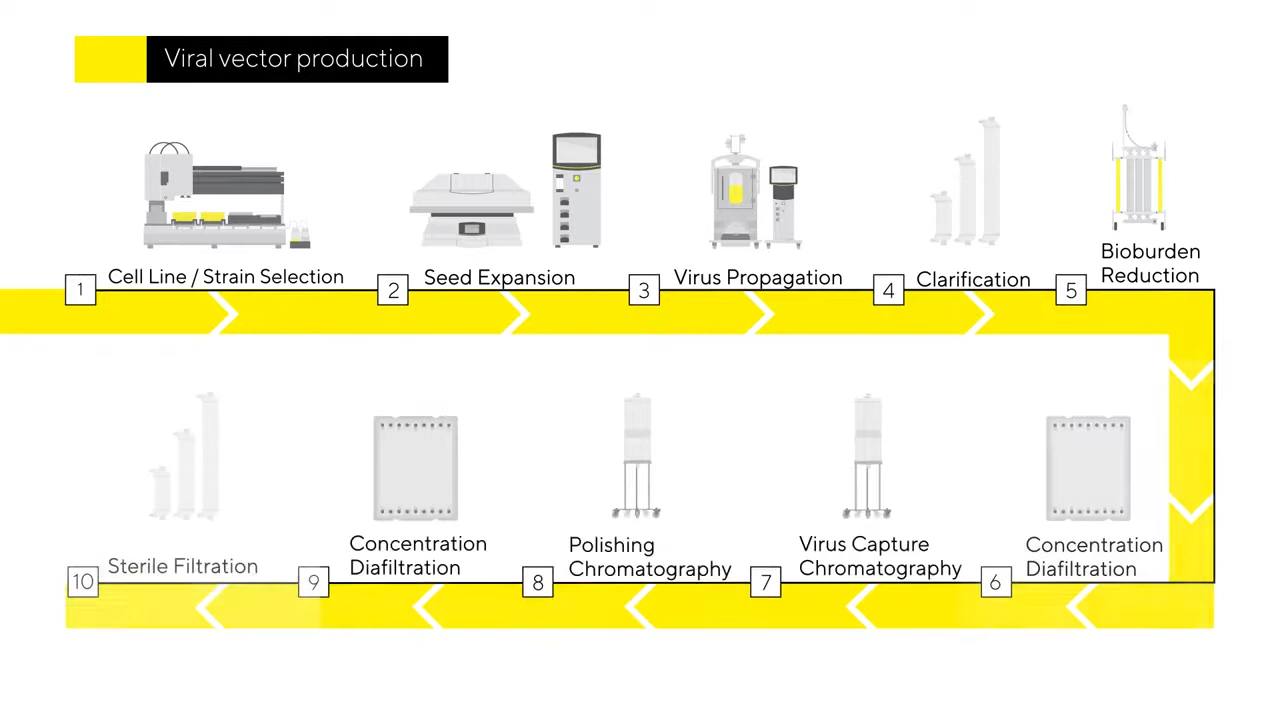 Viral vector production
1 Cell Line / Strain Selection
2 Seed Expansion
3 Virus Propagation
4 Clarification
5 Bioburden
Reduction
6 Concentration
Diafiltration
7 Virus Capture
Chromatography
8 Polishing
Chromatography
9 Concentration
Diafiltration
10 Sterile Filtration